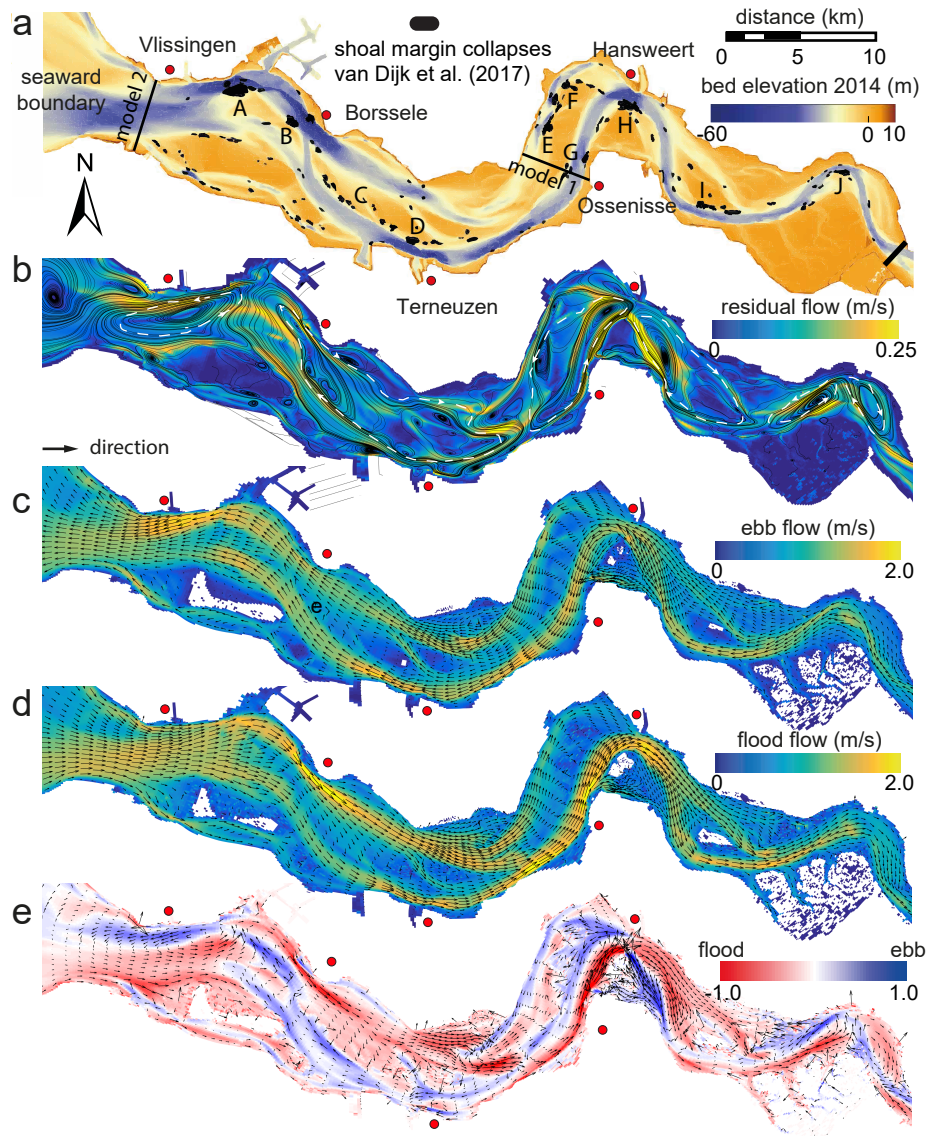 a
Vlissingen
shoal margin collapses
van Dijk et al. (2017)
Hansweert
distance (km)
0
5
10
seaward
boundary
model 2
bed elevation 2014 (m)
-60
0
10
Borssele
A
B
C
D
E
F
G
H
I
J
N
model 1
Ossenisse
Terneuzen
b
residual flow (m/s)
0
0.25
direction
c
ebb flow (m/s)
0
2.0
e
d
flood flow (m/s)
0
2.0
e
flood
ebb
-1.0
1.0